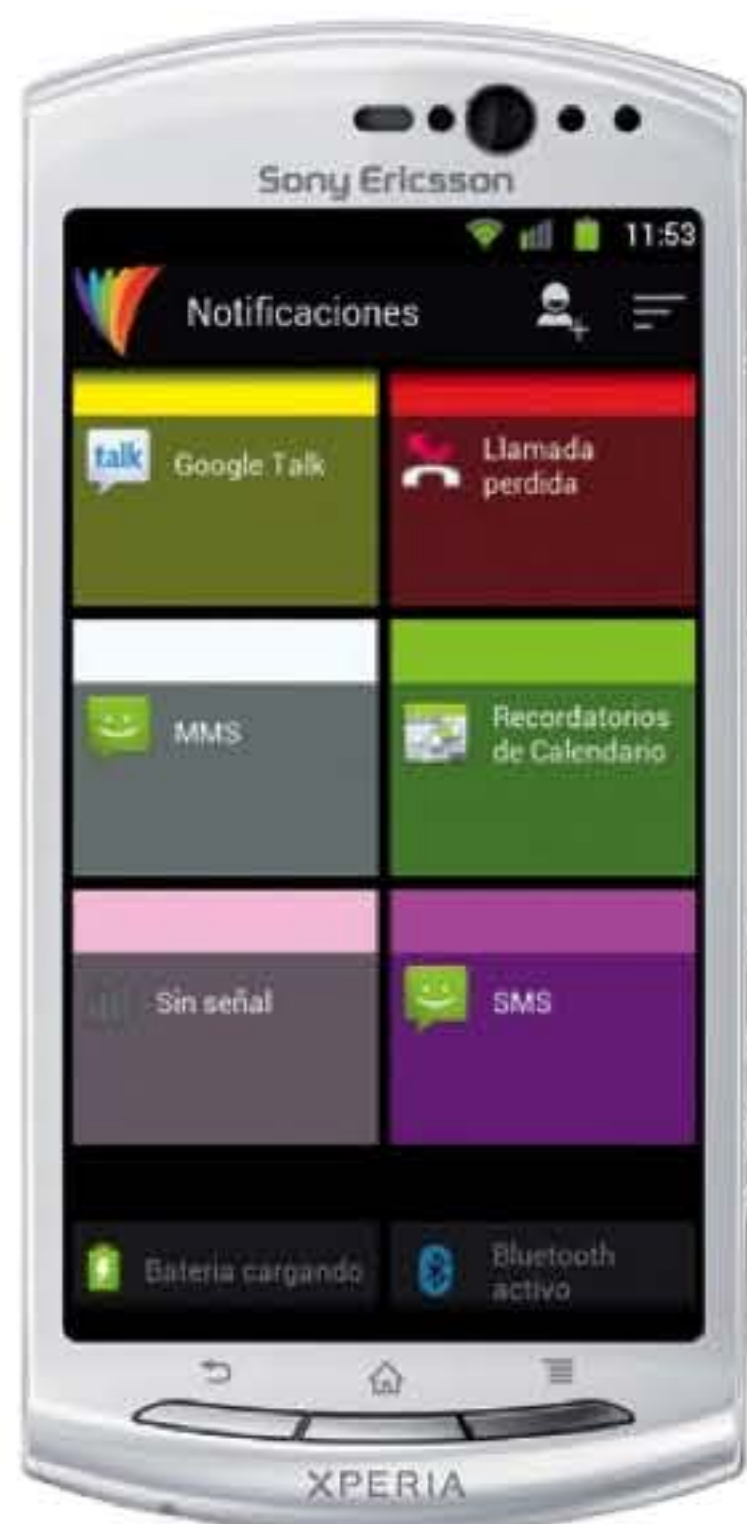 Sony Ericsson
11:53
Notificaciones
talk
Google Talk
Llamada
perdida
MMS
Recordatorios
de Calendario
Sin señal
SMS
Bateria cargando
Bluetooth
activo
XPERIA